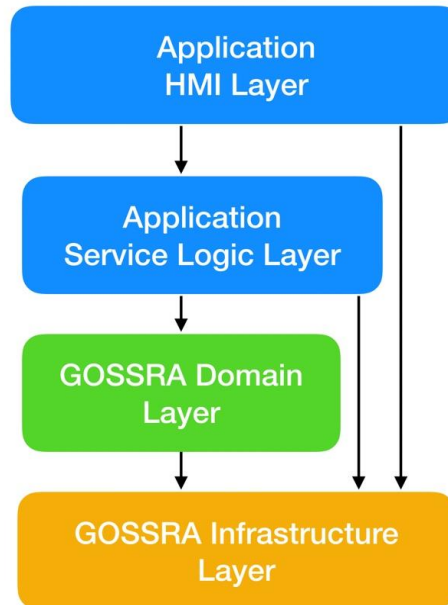 Application
HMI Layer
Application
Service Logic Layer
GOSSRA Domain
Layer
GOSSRA Infrastructure
Layer